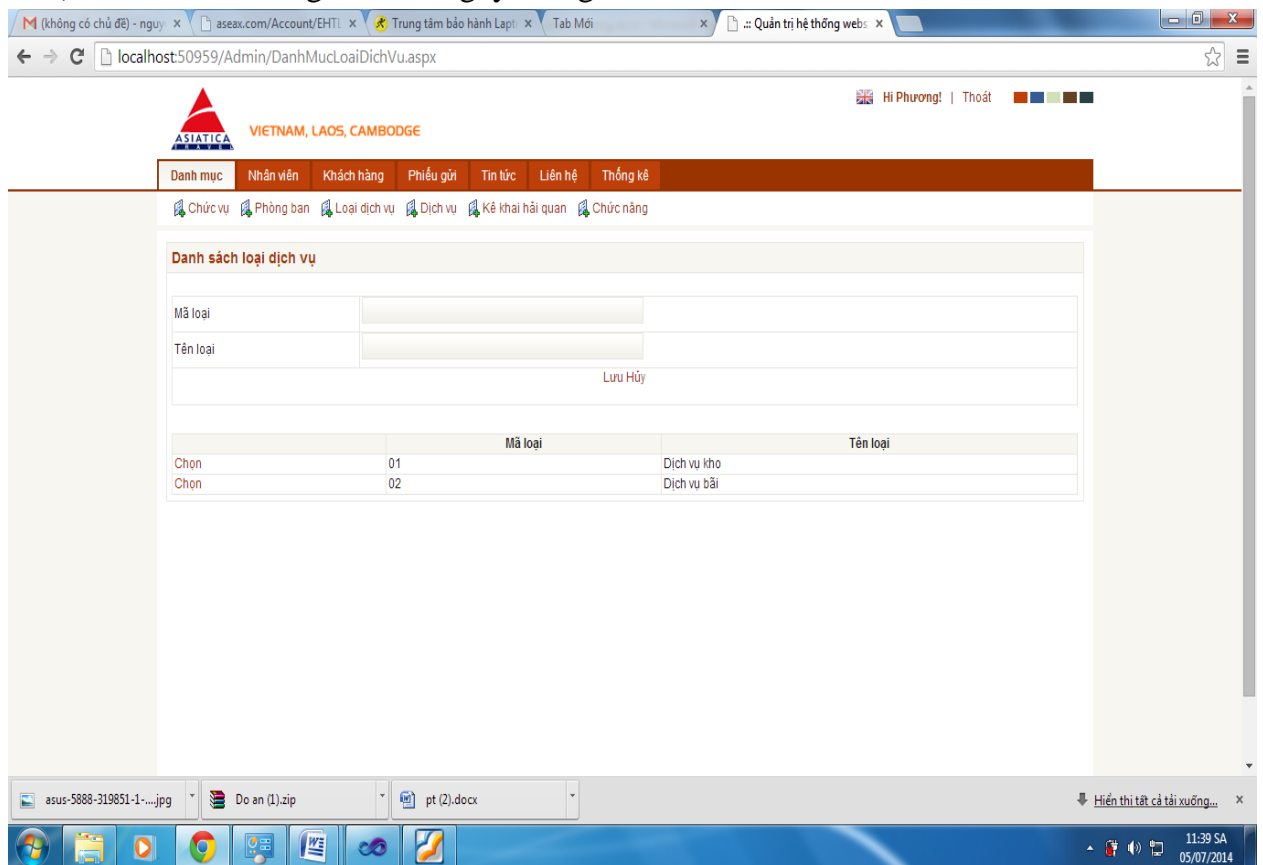 (không có chủ đề) - nguy
aseax.com/Account/EHTL
Trung tâm bảo hành Lapt
Tab Mới
.:: Quản trị hệ thống webs
localhost:50959/Admin/DanhMucLoaiDichVu.aspx
Hi Phương! | Thoát
ASIATICA
TRAVEL
VIETNAM, LAOS, CAMBODGE
Danh mục Nhân viên Khách hàng Phiếu gửi Tin tức Liên hệ Thống kê
Chức vụ Phòng ban Loại dịch vụ Dịch vụ Kê khai hải quan Chức năng
Danh sách loại dịch vụ
Mã loại
Tên loại
Lưu Hủy
Mã loại Tên loại
Chọn 01 Dịch vụ kho
Chọn 02 Dịch vụ bãi
asus-5888-319851-1-....jpg Do an (1).zip pt (2).docx Hiển thị tất cả tải xuống...
11:39 SA
05/07/2014